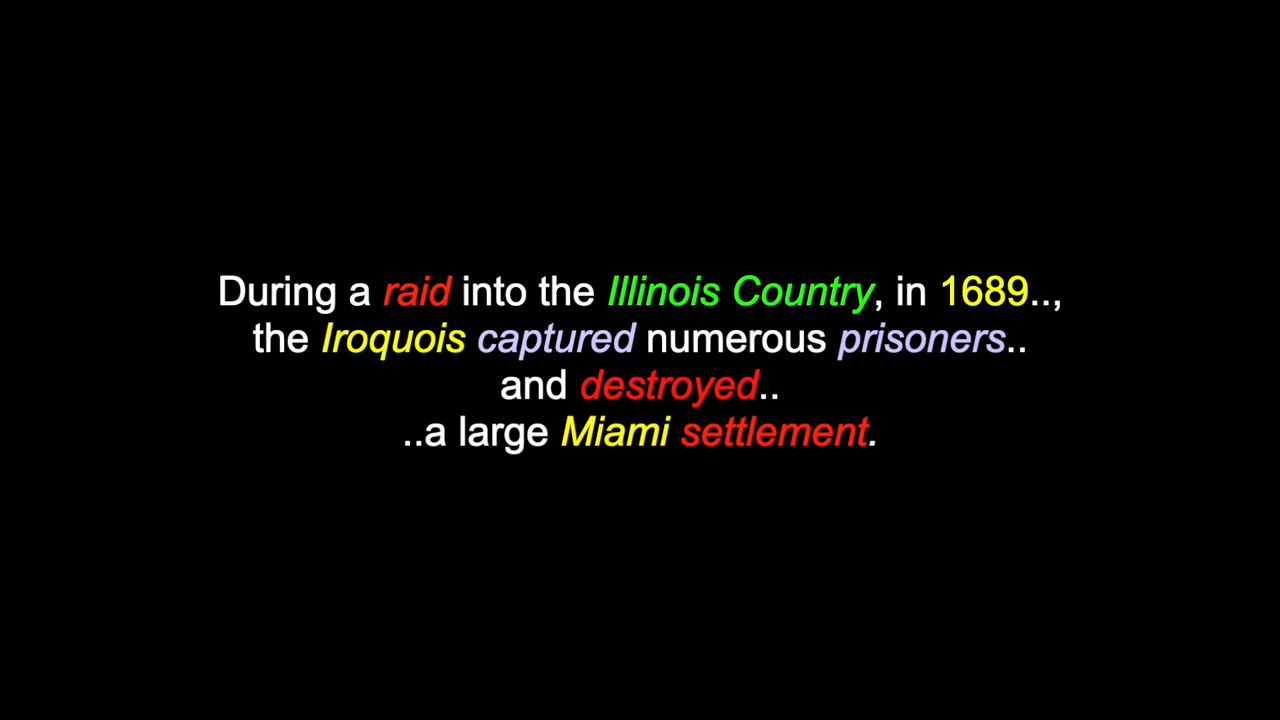 During a raid into the Illinois Country, in 1689..,
the Iroquois captured numerous prisoners..
and destroyed..
..a large Miami settlement.